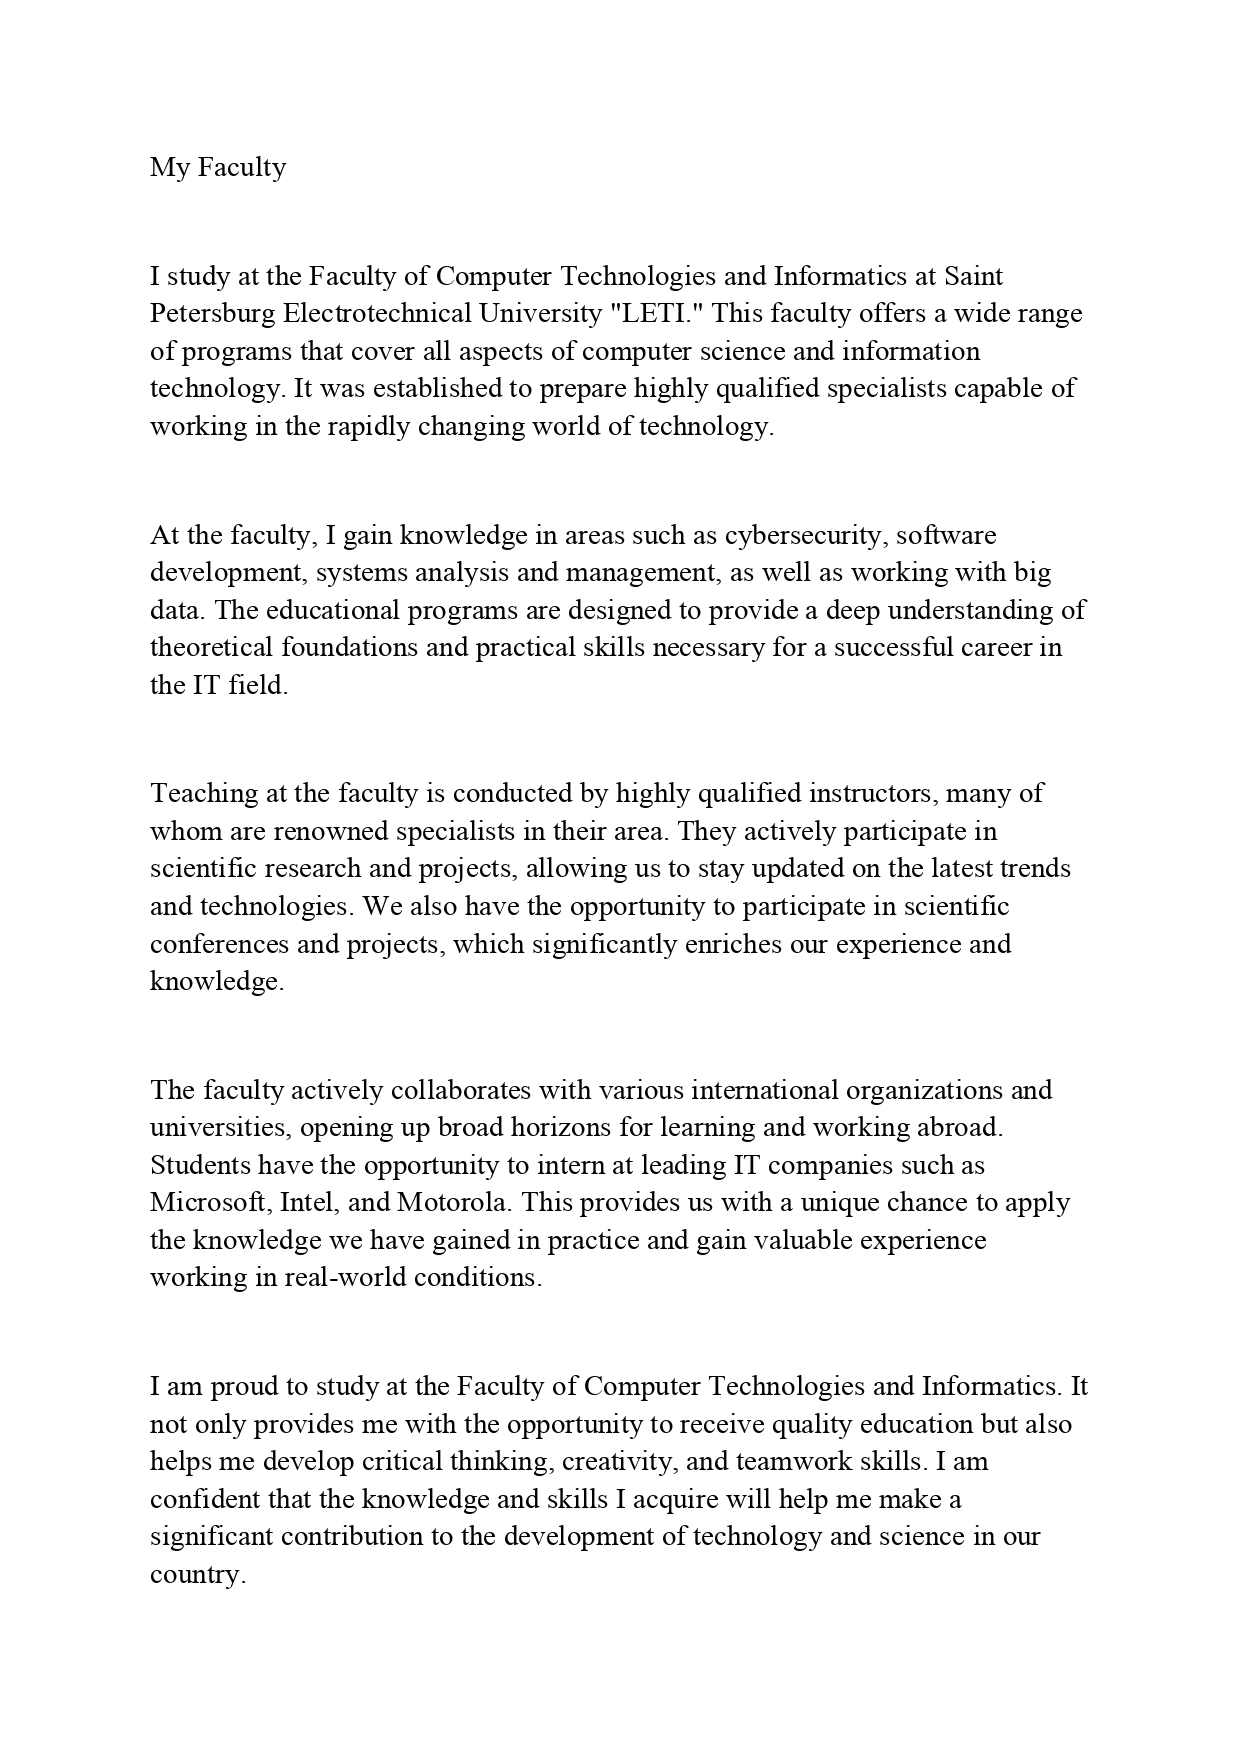 My Faculty
I study at the Faculty of Computer Technologies and Informatics at Saint
Petersburg Electrotechnical University "LETI." This faculty offers a wide range
of programs that cover all aspects of computer science and information
technology. It was established to prepare highly qualified specialists capable of
working in the rapidly changing world of technology.
At the faculty, I gain knowledge in areas such as cybersecurity, software
development, systems analysis and management, as well as working with big
data. The educational programs are designed to provide a deep understanding of
theoretical foundations and practical skills necessary for a successful career in
the IT field.
Teaching at the faculty is conducted by highly qualified instructors, many of
whom are renowned specialists in their area. They actively participate in
scientific research and projects, allowing us to stay updated on the latest trends
and technologies. We also have the opportunity to participate in scientific
conferences and projects, which significantly enriches our experience and
knowledge.
The faculty actively collaborates with various international organizations and
universities, opening up broad horizons for learning and working abroad.
Students have the opportunity to intern at leading IT companies such as
Microsoft, Intel, and Motorola. This provides us with a unique chance to apply
the knowledge we have gained in practice and gain valuable experience
working in real-world conditions.
I am proud to study at the Faculty of Computer Technologies and Informatics. It
not only provides me with the opportunity to receive quality education but also
helps me develop critical thinking, creativity, and teamwork skills. I am
confident that the knowledge and skills I acquire will help me make a
significant contribution to the development of technology and science in our
country.